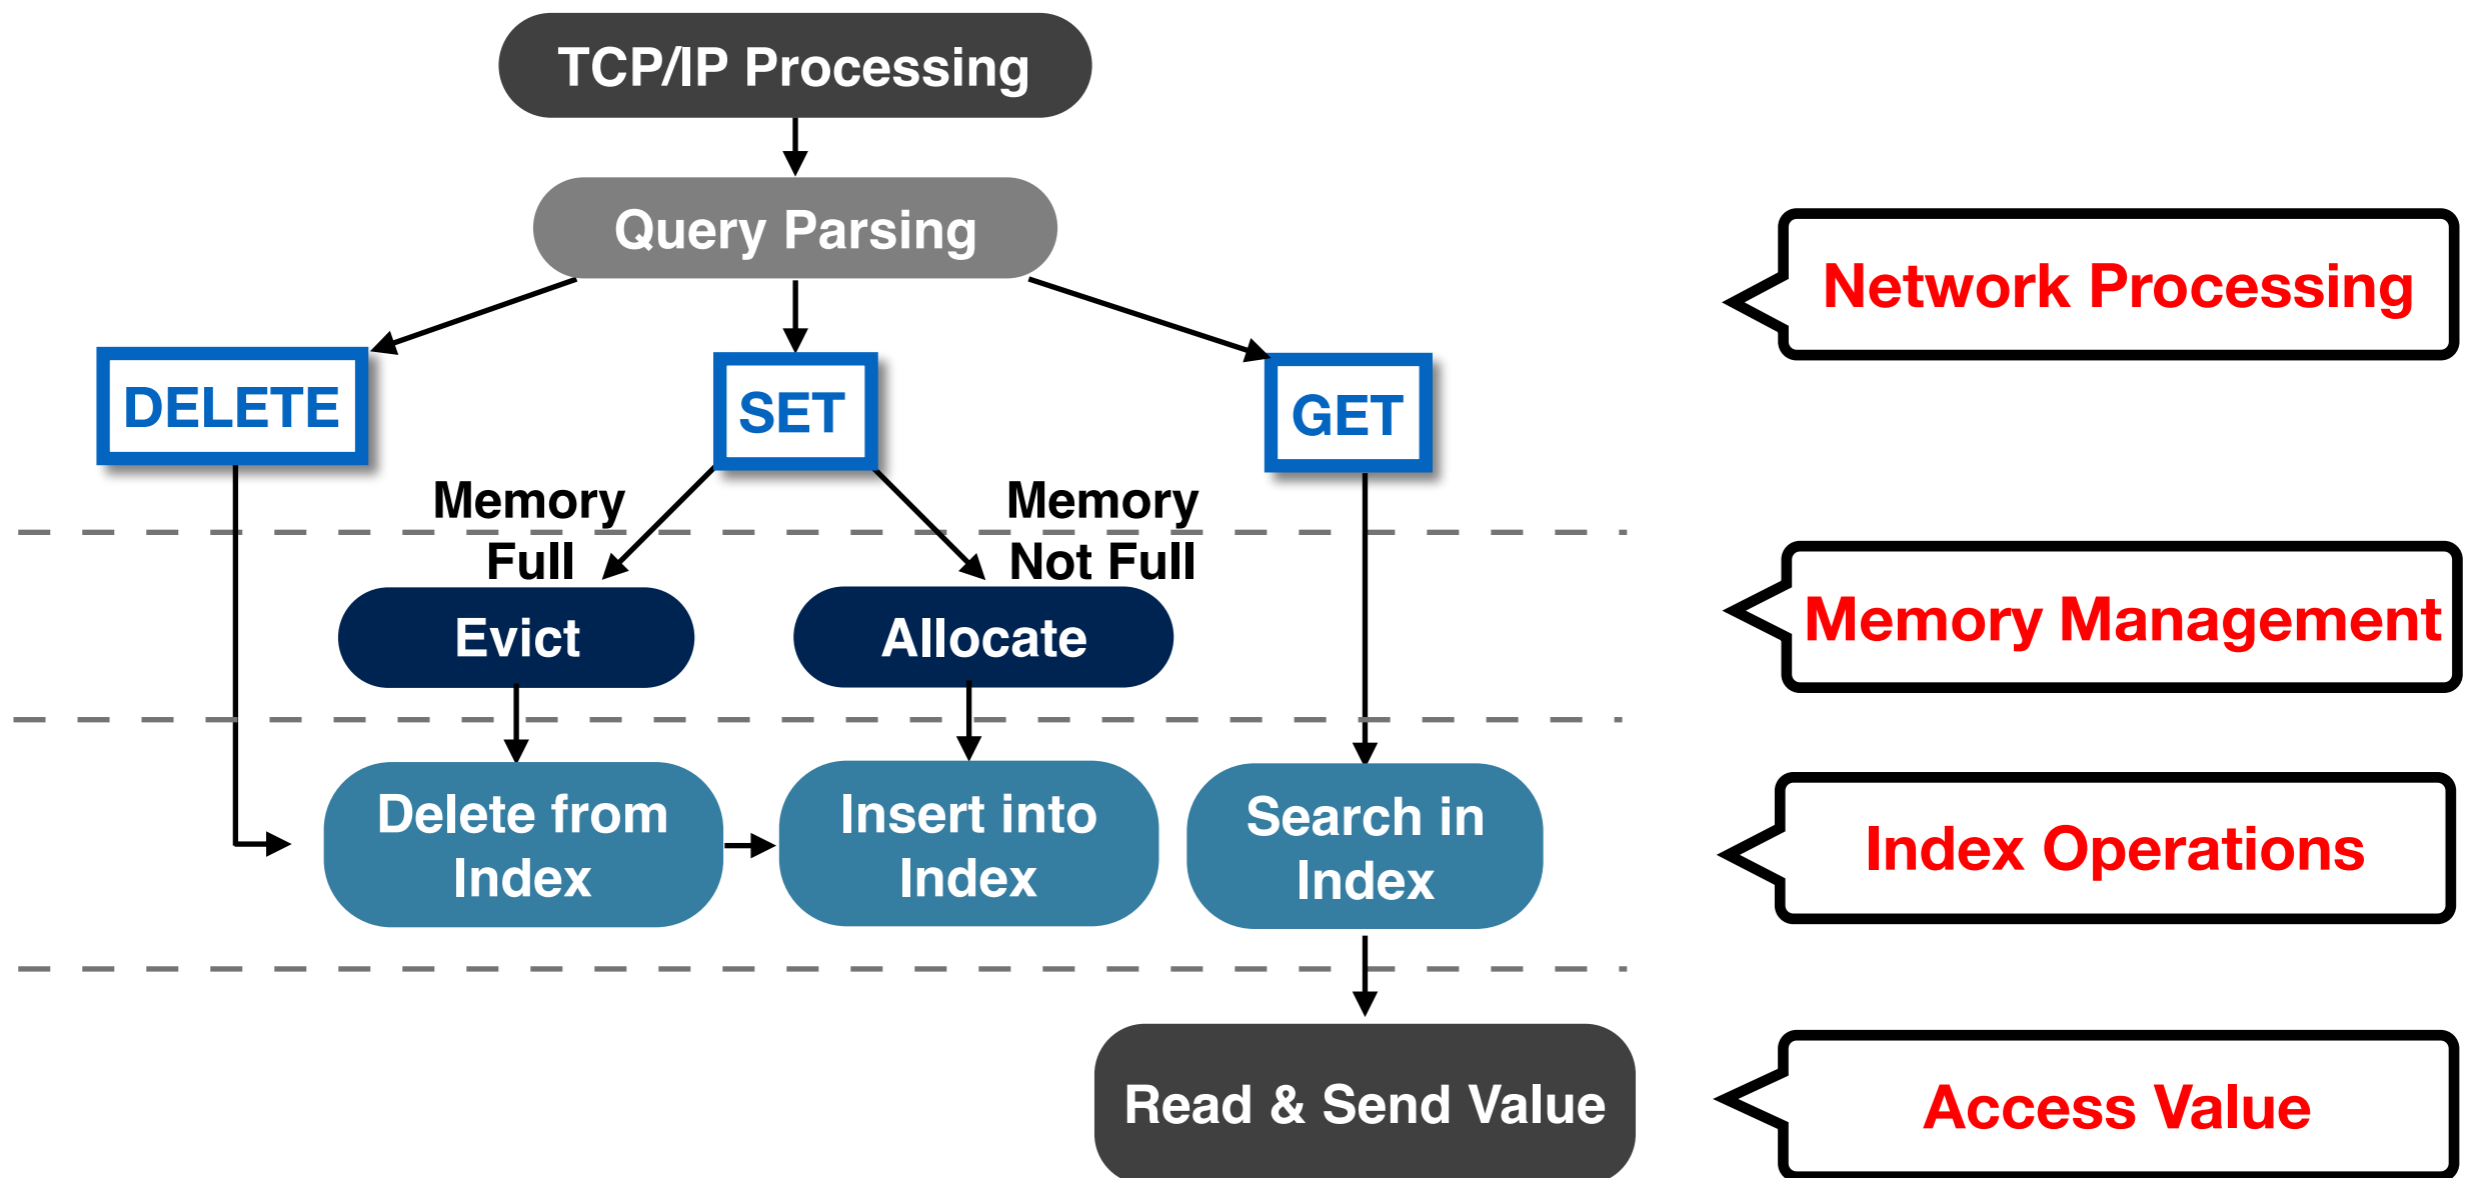 TCP/IP Processing
Query Parsing
Network Processing
DELETE
SET
GET
Memory
Full
Memory
Not Full
Evict
Allocate
Memory Management
Delete from
Index
Insert into
Index
Search in
Index
Index Operations
Read & Send Value
Access Value